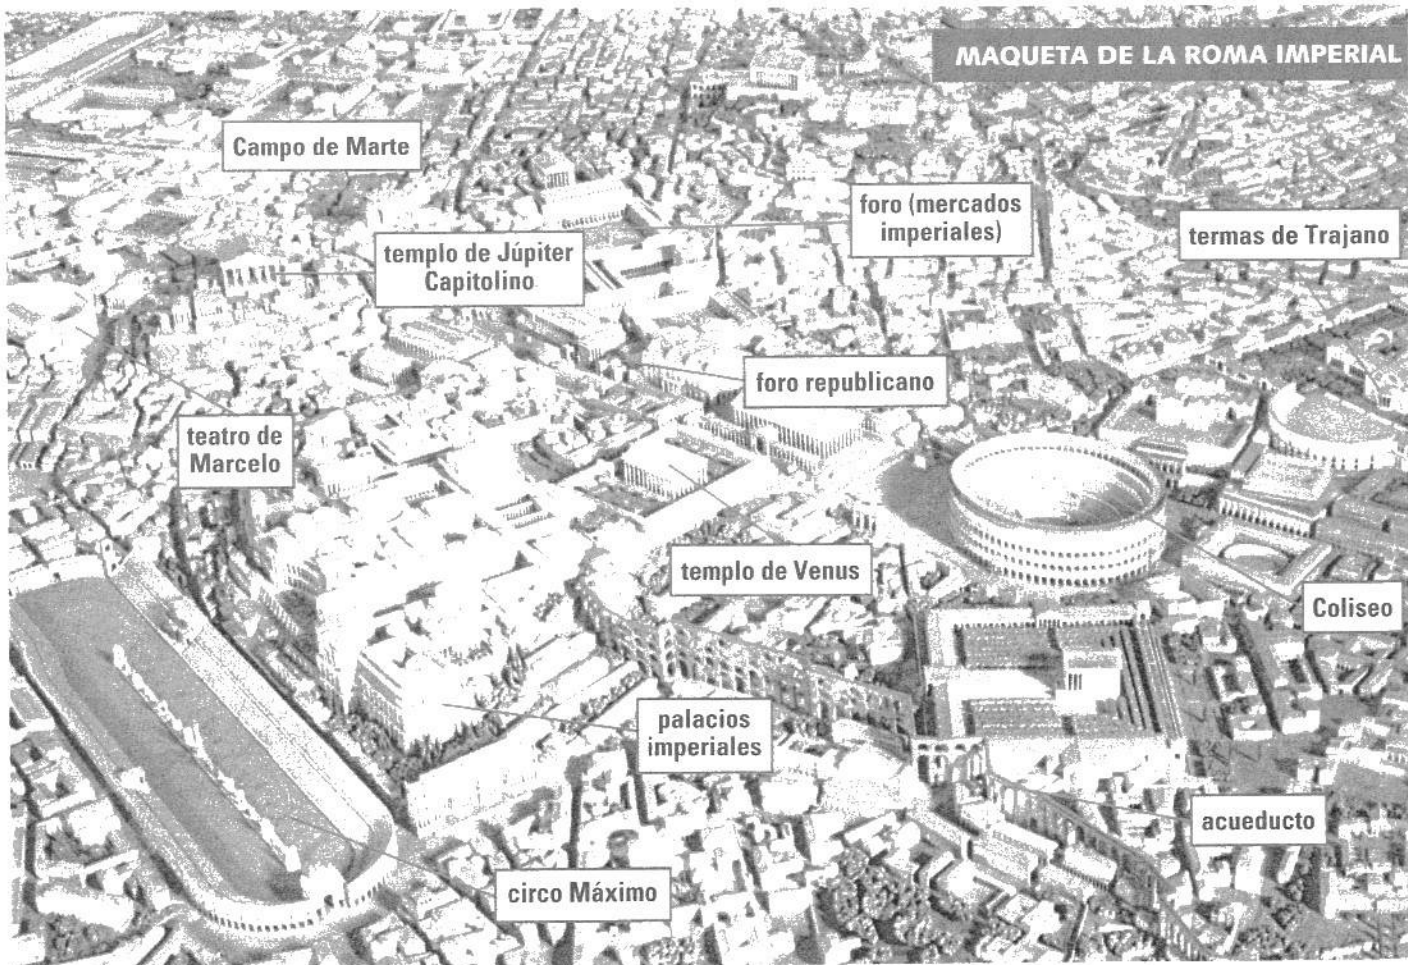 MAQUETA DE LA ROMA IMPERIAL
Campo de Marte
foro (mercados
imperiales)
termas de Trajano
templo de Júpiter
Capitolino
foro republicano
teatro de
Marcelo
templo de Venus
Coliseo
palacios
imperiales
acueducto
circo Máximo